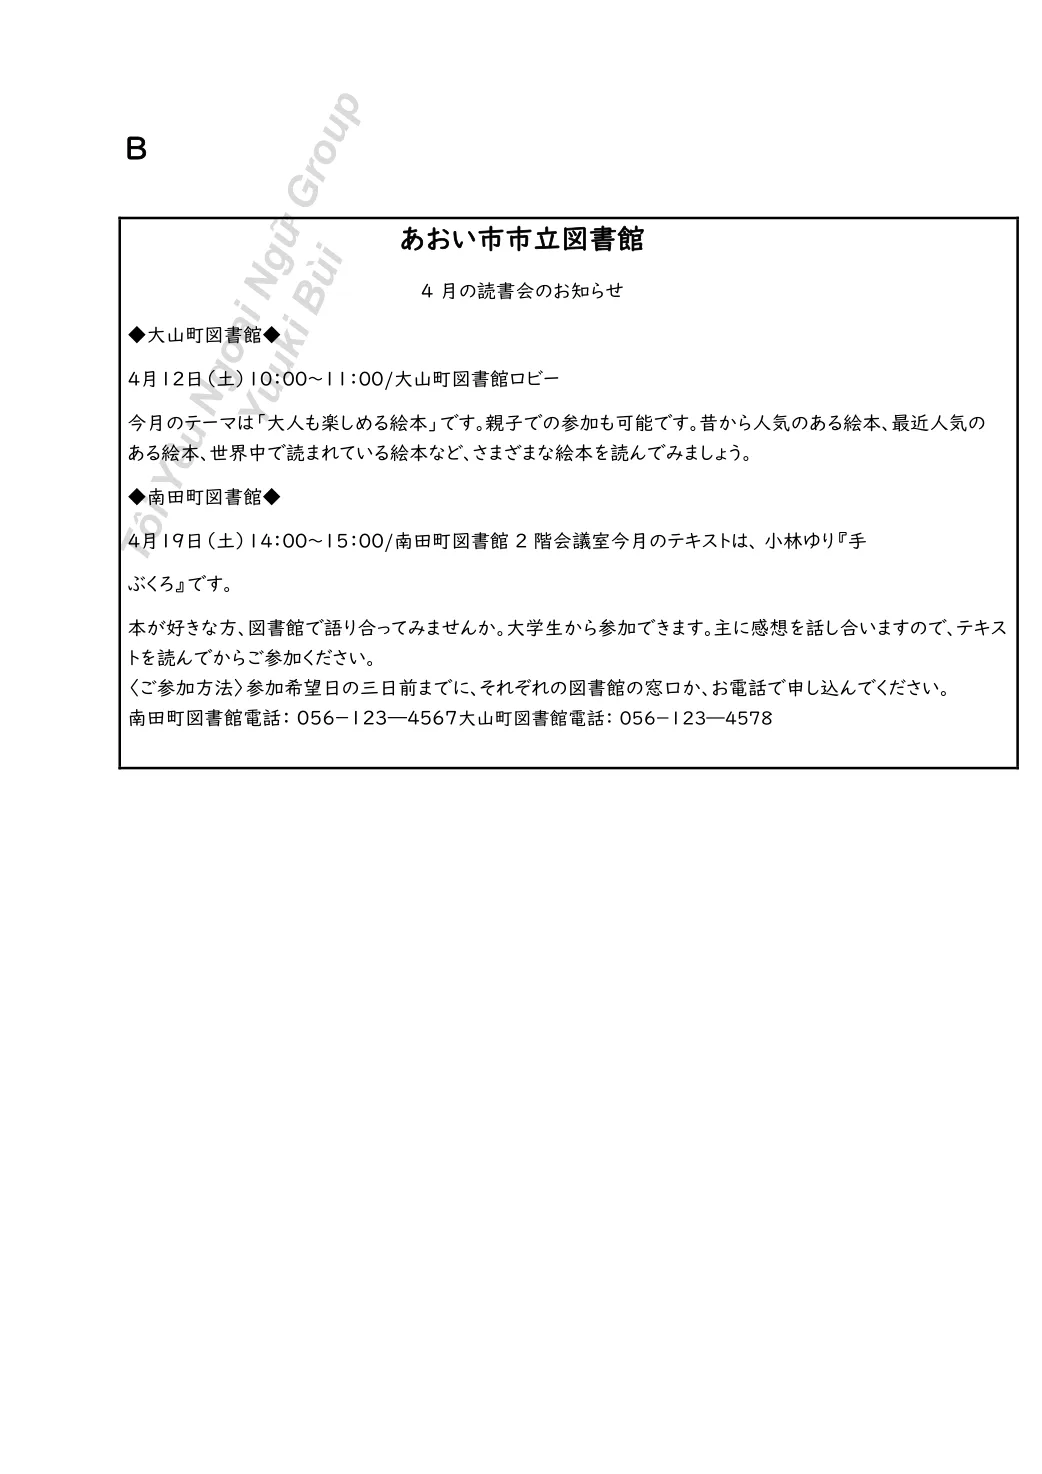 B
あおい市市立図書館
4 月の読書会のお知らせ
◆大山町図書館◆
4月12日（土）10:00〜11:00/大山町図書館ロビー
今月のテーマは「大人も楽しめる絵本」です。親子での参加も可能です。昔から人気のある絵本、最近人気の
ある絵本、世界中で読まれている絵本など、さまざまな絵本を読んでみましょう。
◆南田町図書館◆
4月19日（土）14:00〜15:00/南田町図書館 2 階会議室今月のテキストは、 小林ゆり『手
ぶくろ』です。
本が好きな方、図書館で語り合ってみませんか。大学生から参加できます。主に感想を話し合いますので、テキス
トを読んでからご参加ください。
〈ご参加方法〉参加希望日の三日前までに、それぞれの図書館の窓口か、お電話で申し込んでください。
南田町図書館電話： 056−123—4567大山町図書館電話： 056−123—4578
Tôi Yêu Ngoại Ngữ Group
Yuuki Bùi